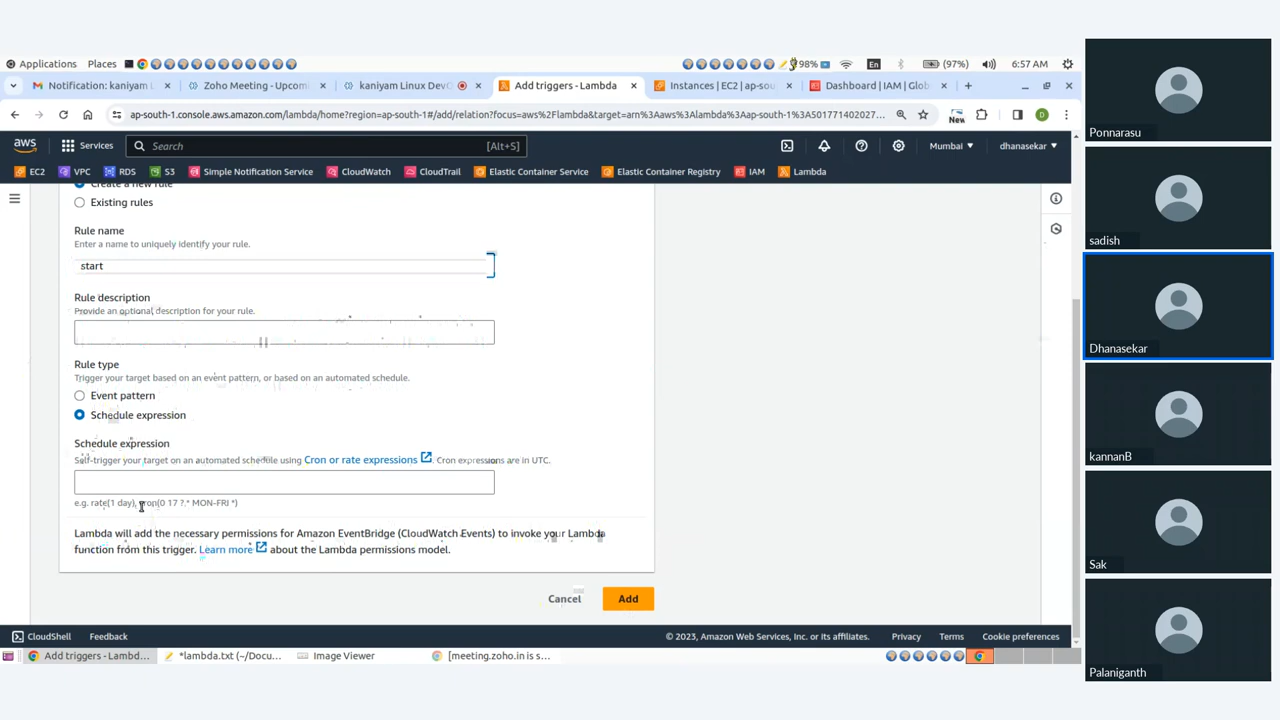 Applications Places 98% En (97%) 6:57 AM
Notification: kaniyam L Zoho Meeting - Upcomi kaniyam Linux DevO Add triggers - Lambda Instances | EC2 | ap-sou Dashboard | IAM | Glob
ap-south-1.console.aws.amazon.com/lambda/home?region=ap-south-1#/add/relation?focus=aws%2Flambda&target=arn%3Aaws%3Alambda%3Aap-south-1%3A501771402027... New D
aws Services Search [Alt+S] Mumbai dhanasekar
EC2 VPC RDS S3 Simple Notification Service CloudWatch CloudTrail Elastic Container Service Elastic Container Registry IAM Lambda
Create a new rule
Existing rules
Rule name
Enter a name to uniquely identify your rule.
start
Rule description
Provide an optional description for your rule.
Rule type
Trigger your target based on an event pattern, or based on an automated schedule.
Event pattern
Schedule expression
Schedule expression
Self-trigger your target on an automated schedule using Cron or rate expressions . Cron expressions are in UTC.
e.g. rate(1 day), cron(0 17 ? * MON-FRI *)
Lambda will add the necessary permissions for Amazon EventBridge (CloudWatch Events) to invoke your Lambda
function from this trigger. Learn more about the Lambda permissions model.
Cancel Add
CloudShell Feedback © 2023, Amazon Web Services, Inc. or its affiliates. Privacy Terms Cookie preferences
Add triggers - Lambd... *lambda.txt (~/Docu... Image Viewer [meeting.zoho.in is s...
Ponnarasu
sadish
Dhanasekar
kannanB
Sak
Palaniganth